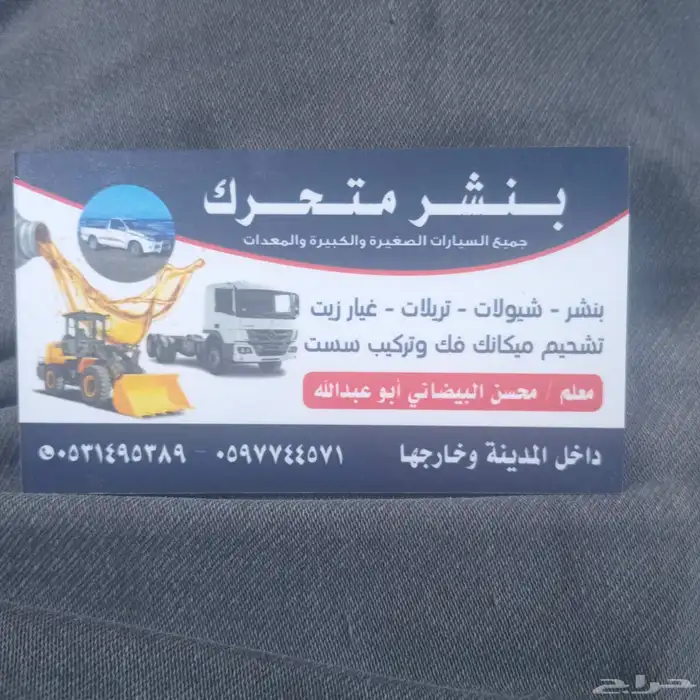 بنشر متحرك
جميع السيارات الصغيرة والكبيرة والمعدات
بنشر - شيولات - تريلات - غيار زيت
تشحيم ميكانك فك وتركيب سست
معلم / محسن البيضاني أبو عبدالله
داخل المدينة وخارجها ٠٥٩٧٧٤٤٥٧١ - ٠٥٣١٤٩٥٣٨٩
حراج